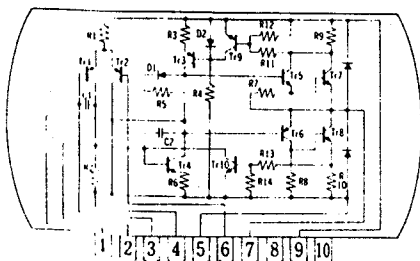 R12
R1 R3 D2 R11 R9
Tr3 Tr9
Tr1 Tr2 D1 Tr5 Tr7
R5 R4 R7
C2 Tr6 Tr8
Tr4 Tr10 R13
R6 R14 R8 R10
1 2 3 4 5 6 7 8 9 10